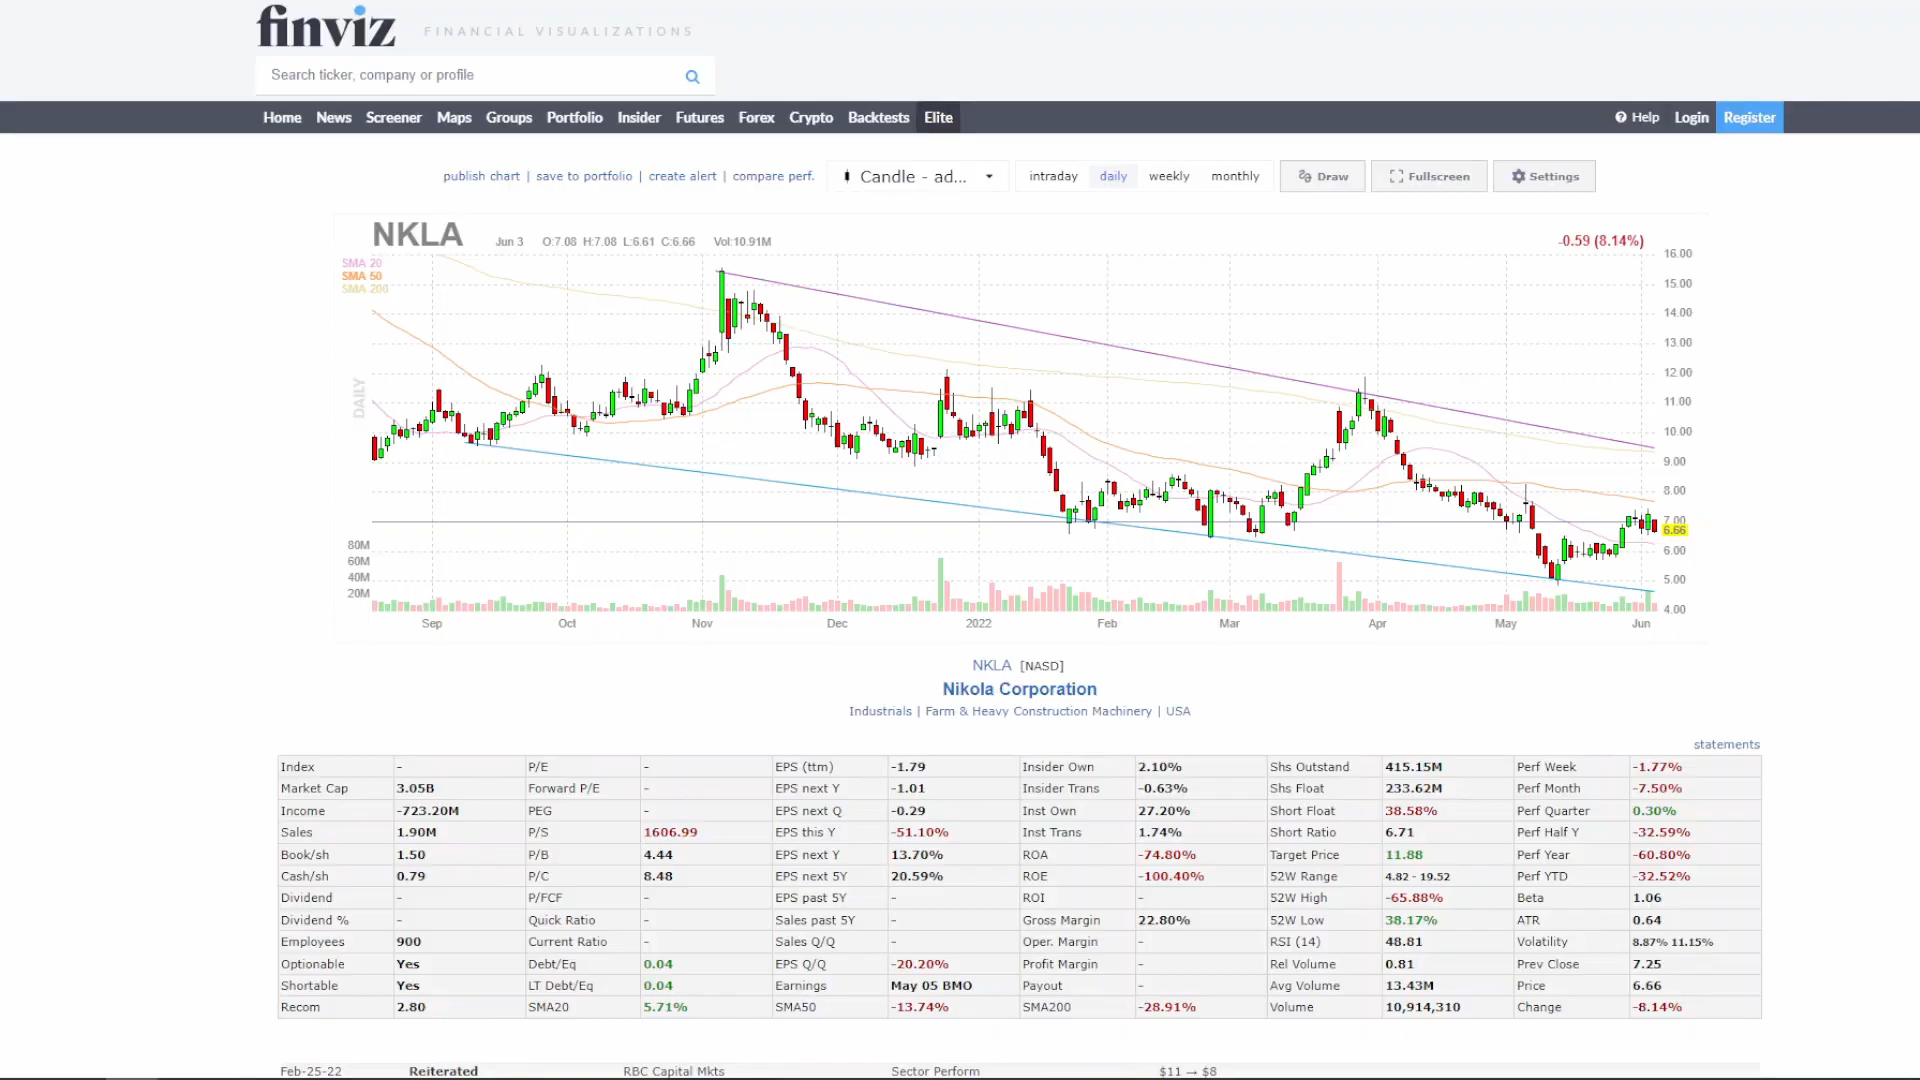 finviz FINANCIAL VISUALIZATIONS
Search ticker, company or profile
Home News Screener Maps Groups Portfolio Insider Futures Forex Crypto Backtests Elite Help Login Register
publish chart | save to portfolio | create alert | compare perf. Candle - ad... intraday daily weekly monthly Draw Fullscreen Settings
NKLA Jun 3 O:7.08 H:7.08 L:6.61 C:6.66 Vol:10.91M -0.59 (8.14%)
SMA 20
SMA 50
SMA 200
DAILY
16.00
15.00
14.00
13.00
12.00
11.00
10.00
9.00
8.00
7.00
6.66
6.00
5.00
4.00
80M
60M
40M
20M
Sep Oct Nov Dec 2022 Feb Mar Apr May Jun
NKLA [NASD]
Nikola Corporation
Industrials | Farm & Heavy Construction Machinery | USA
statements
Index - P/E - EPS (ttm) -1.79 Insider Own 2.10% Shs Outstand 415.15M Perf Week -1.77%
Market Cap 3.05B Forward P/E - EPS next Y -1.01 Insider Trans -0.63% Shs Float 233.62M Perf Month -7.50%
Income -723.20M PEG - EPS next Q -0.29 Inst Own 27.20% Short Float 38.58% Perf Quarter 0.30%
Sales 1.90M P/S 1606.99 EPS this Y -51.10% Inst Trans 1.74% Short Ratio 6.71 Perf Half Y -32.59%
Book/sh 1.50 P/B 4.44 EPS next Y 13.70% ROA -74.80% Target Price 11.88 Perf Year -60.80%
Cash/sh 0.79 P/C 8.48 EPS next 5Y 20.59% ROE -100.40% 52W Range 4.82 - 19.52 Perf YTD -32.52%
Dividend - P/FCF - EPS past 5Y - ROI - 52W High -65.88% Beta 1.06
Dividend % - Quick Ratio - Sales past 5Y - Gross Margin 22.80% 52W Low 38.17% ATR 0.64
Employees 900 Current Ratio - Sales Q/Q - Oper. Margin - RSI (14) 48.81 Volatility 8.87% 11.15%
Optionable Yes Debt/Eq 0.04 EPS Q/Q -20.20% Profit Margin - Rel Volume 0.81 Prev Close 7.25
Shortable Yes LT Debt/Eq 0.04 Earnings May 05 BMO Payout - Avg Volume 13.43M Price 6.66
Recom 2.80 SMA20 5.71% SMA50 -13.74% SMA200 -28.91% Volume 10,914,310 Change -8.14%
Feb-25-22 Reiterated RBC Capital Mkts Sector Perform $11 → $8